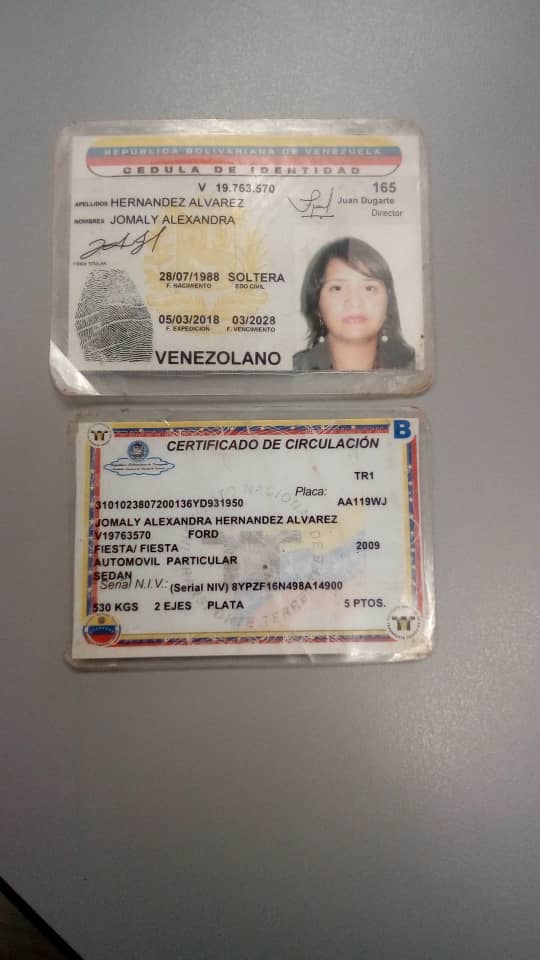 REPUBLICA BOLIVARIANA DE VENEZUELA
CEDULA DE IDENTIDAD
V 19.763.570 165
APELLIDOS HERNANDEZ ALVAREZ
Juan Dugarte
Director
NOMBRES JOMALY ALEXANDRA
FIRMA TITULAR
28/07/1988 SOLTERA
F. NACIMIENTO EDO CIVIL
05/03/2018 03/2028
F. EXPEDICION F. VENCIMIENTO
VENEZOLANO
B
CERTIFICADO DE CIRCULACIÓN
TR1
Placa:
3101023807200136YD931950 AA119WJ
JOMALY ALEXANDRA HERNANDEZ ALVAREZ
V19763570 FORD
FIESTA/ FIESTA 2009
AUTOMOVIL PARTICULAR
SEDAN
Serial N.I.V.: (Serial NIV) 8YPZF16N498A14900
530 KGS 2 EJES PLATA 5 PTOS.